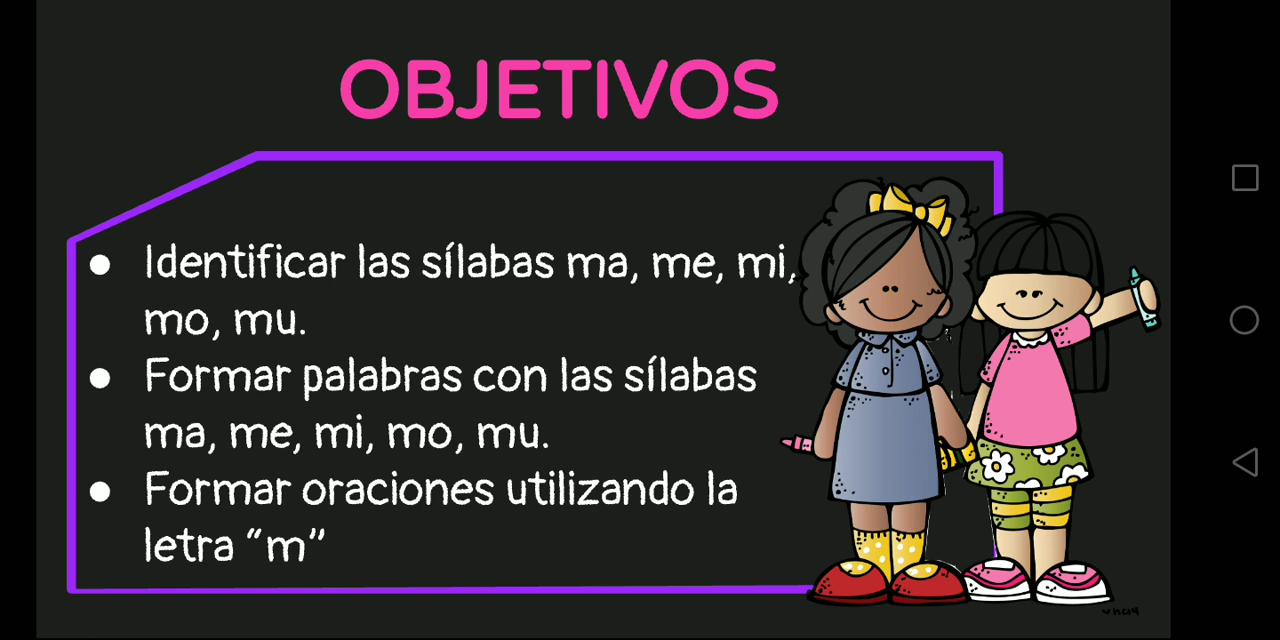 OBJETIVOS
● Identificar las sílabas ma, me, mi,
mo, mu.
● Formar palabras con las sílabas
ma, me, mi, mo, mu.
● Formar oraciones utilizando la
letra “m”